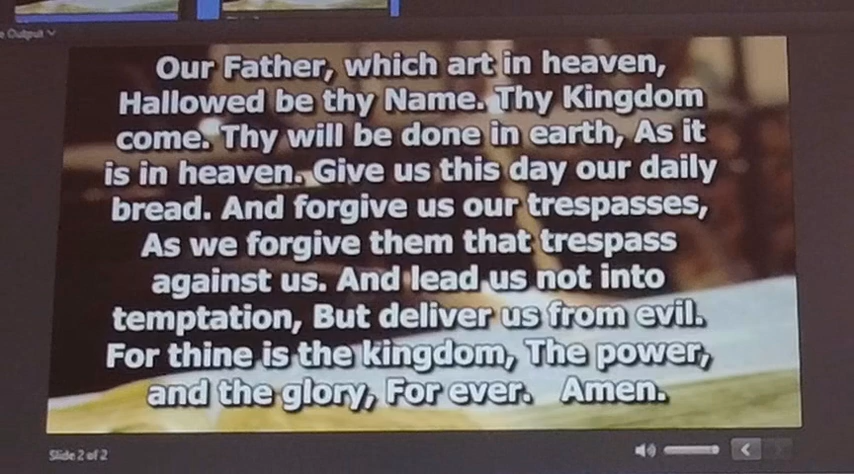 Output
Our Father, which art in heaven,
Hallowed be thy Name. Thy Kingdom
come. Thy will be done in earth, As it
is in heaven. Give us this day our daily
bread. And forgive us our trespasses,
As we forgive them that trespass
against us. And lead us not into
temptation, But deliver us from evil.
For thine is the kingdom, The power,
and the glory, For ever. Amen.
Slide 2 of 2